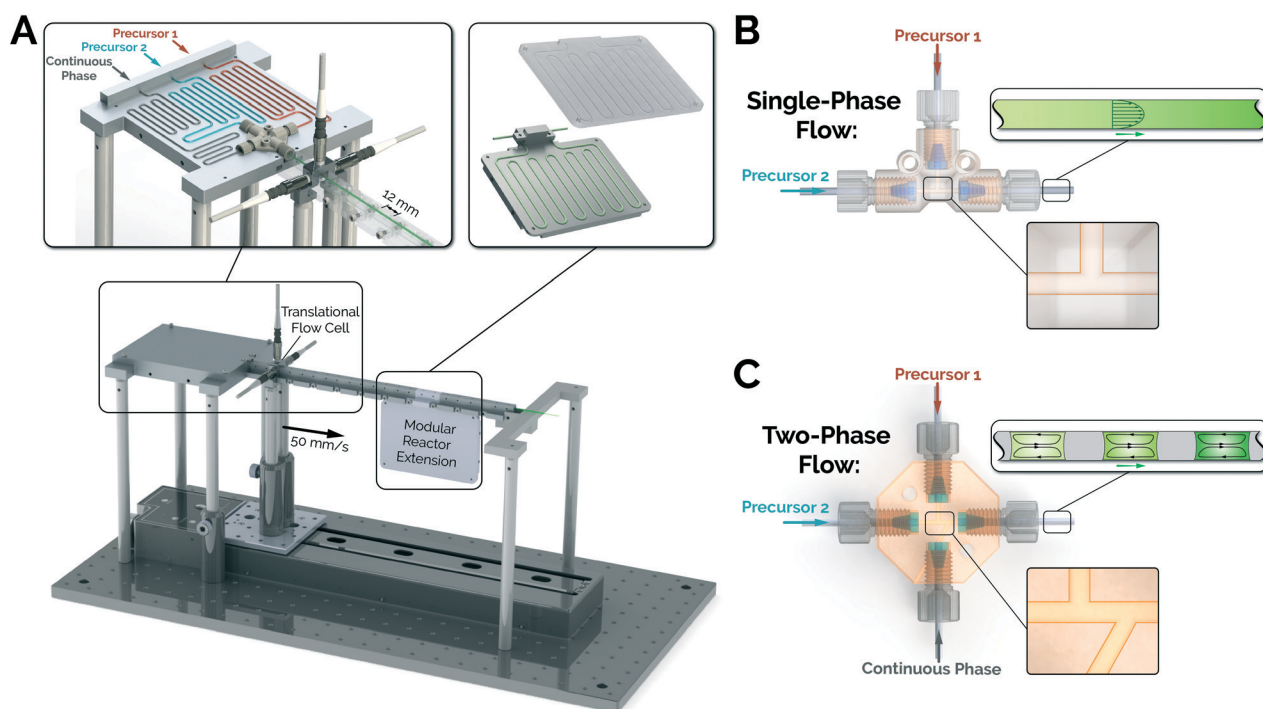 A
Precursor 1
Precursor 2
Continuous
Phase
12 mm
Translational
Flow Cell
50 mm/s
Modular
Reactor
Extension
B
Precursor 1
Single-Phase
Flow:
Precursor 2
C
Precursor 1
Two-Phase
Flow:
Precursor 2
Continuous Phase